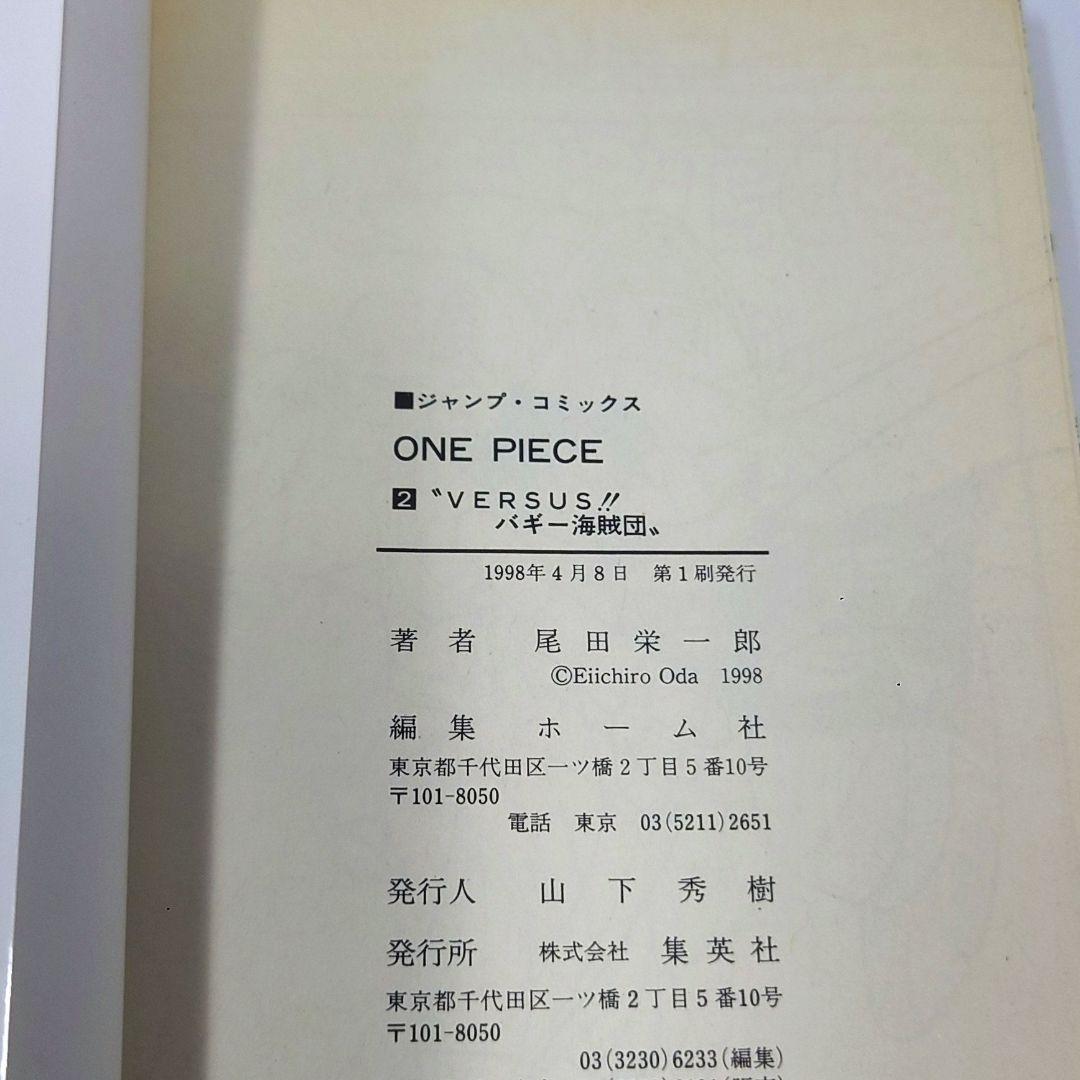 ■ジャンプ・コミックス
ONE PIECE
2 〝VERSUS!!
バギー海賊団〟
1998年4月8日 第1刷発行
著者 尾田栄一郎
©Eiichiro Oda 1998
編集 ホーム社
東京都千代田区一ツ橋2丁目5番10号
〒101-8050
電話 東京 03(5211)2651
発行人 山下秀樹
発行所 株式会社 集英社
東京都千代田区一ツ橋2丁目5番10号
〒101-8050
03(3230)6233(編集)